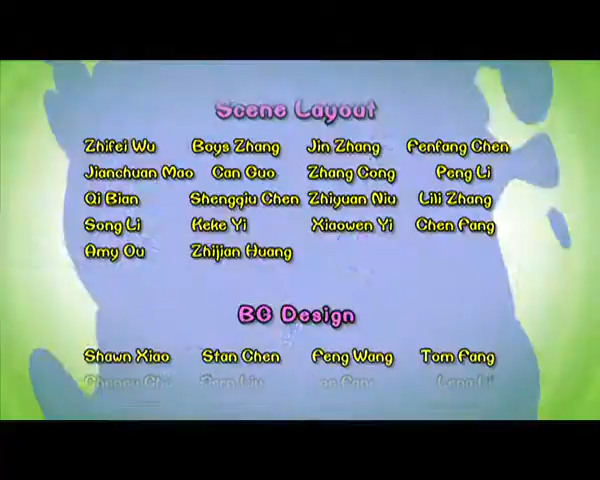 Scene Layout
Zhifei Wu Boys Zhang Jin Zhang Fenfang Chen
Jianchuan Mao Can Guo Zhang Cong Peng Li
Qi Bian Shengqiu Chen Zhiyuan Niu Lili Zhang
Song Li Keke Yi Xiaowen Yi Chen Fang
Amy Ou Zhijian Huang
BG Design
Shawn Xiao Stan Chen Feng Wang Tom Fang